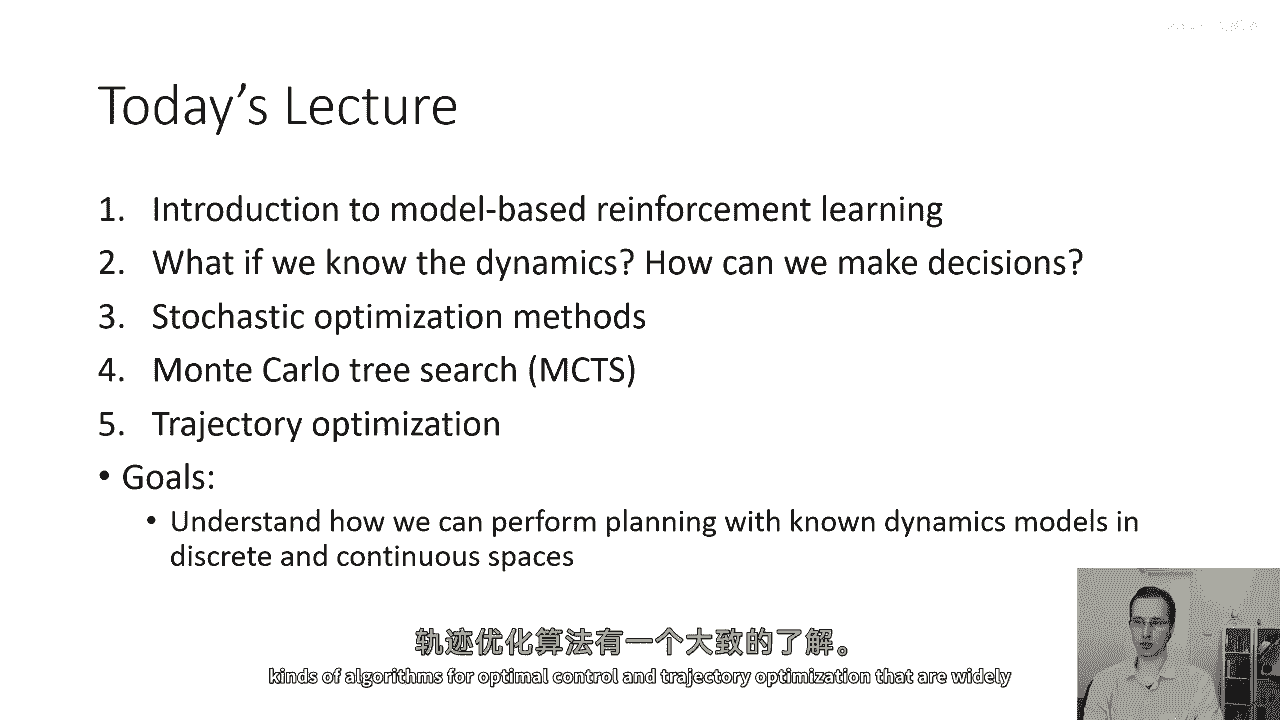 Today's Lecture
1. Introduction to model-based reinforcement learning
2. What if we know the dynamics? How can we make decisions?
3. Stochastic optimization methods
4. Monte Carlo tree search (MCTS)
5. Trajectory optimization
• Goals:
• Understand how we can perform planning with known dynamics models in
discrete and continuous spaces
轨迹优化算法有一个大致的了解。
kinds of algorithms for optimal control and trajectory optimization that are widely